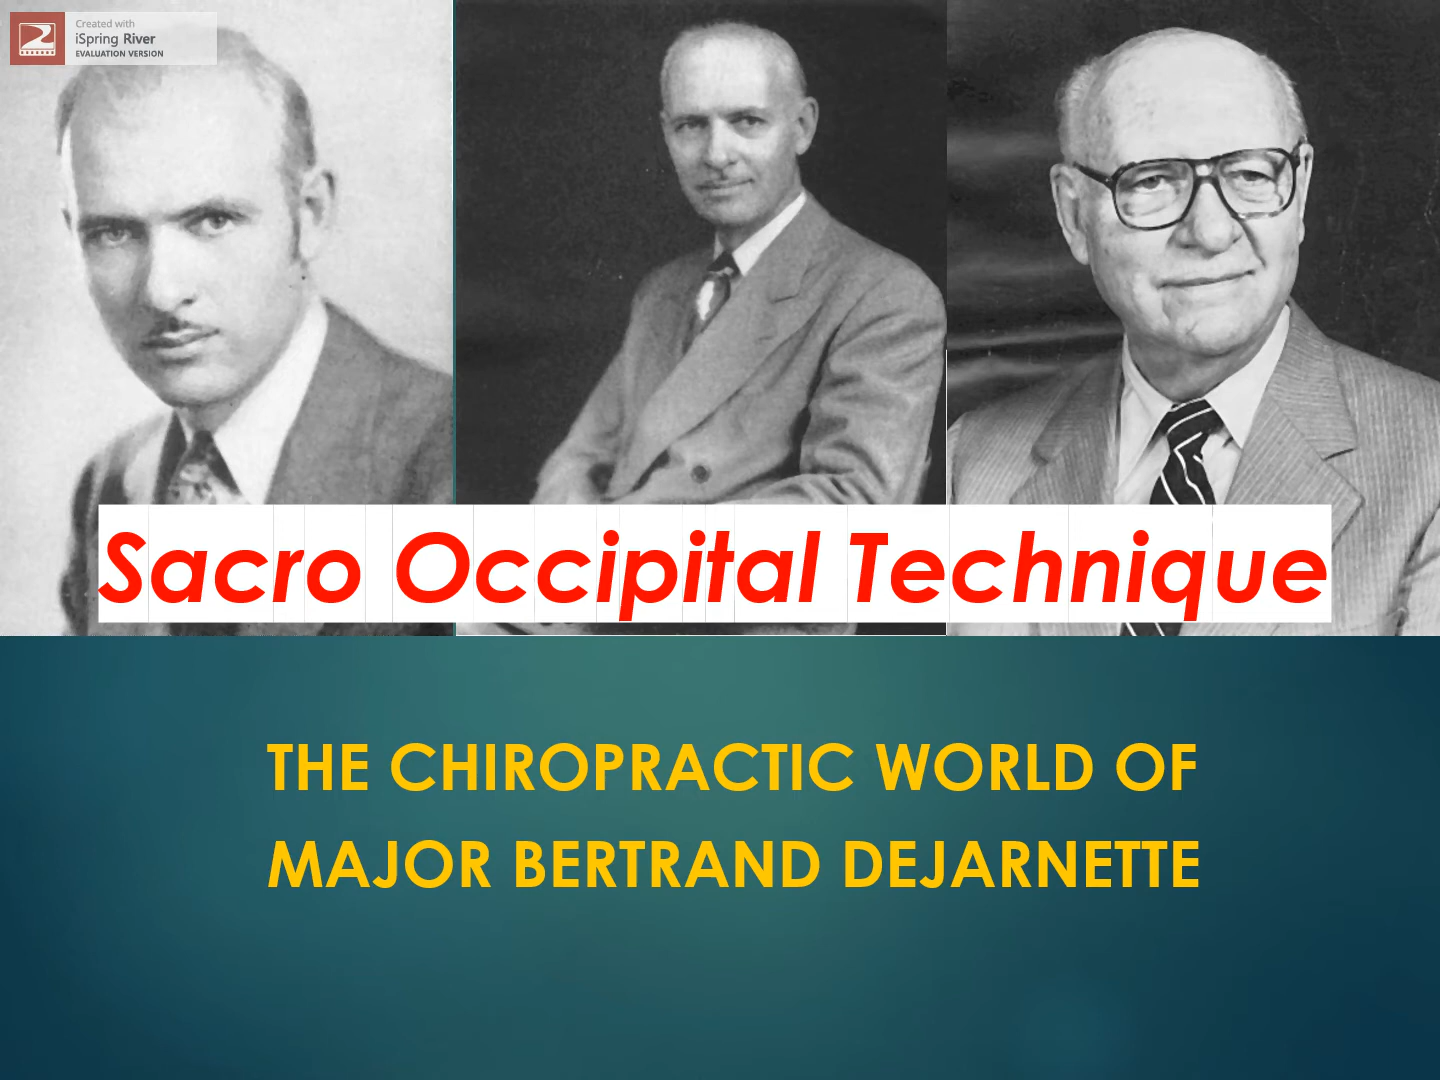 Created with
iSpring River
EVALUATION VERSION
Sacro Occipital Technique
THE CHIROPRACTIC WORLD OF
MAJOR BERTRAND DEJARNETTE